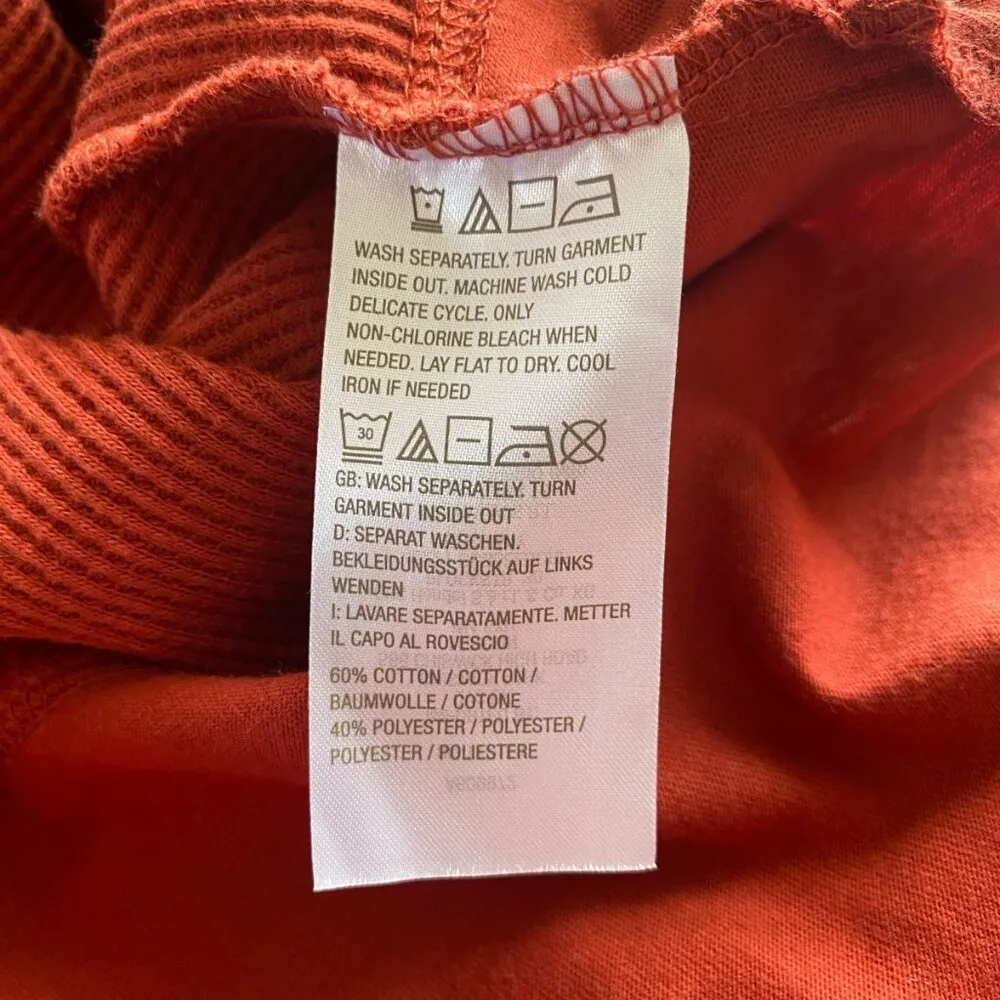 WASH SEPARATELY. TURN GARMENT
INSIDE OUT. MACHINE WASH COLD
DELICATE CYCLE. ONLY
NON-CHLORINE BLEACH WHEN
NEEDED. LAY FLAT TO DRY. COOL
IRON IF NEEDED
30
GB: WASH SEPARATELY. TURN
GARMENT INSIDE OUT
D: SEPARAT WASCHEN.
BEKLEIDUNGSSTÜCK AUF LINKS
WENDEN
I: LAVARE SEPARATAMENTE. METTER
IL CAPO AL ROVESCIO
60% COTTON / COTTON /
BAUMWOLLE / COTONE
40% POLYESTER / POLYESTER /
POLYESTER / POLIESTERE